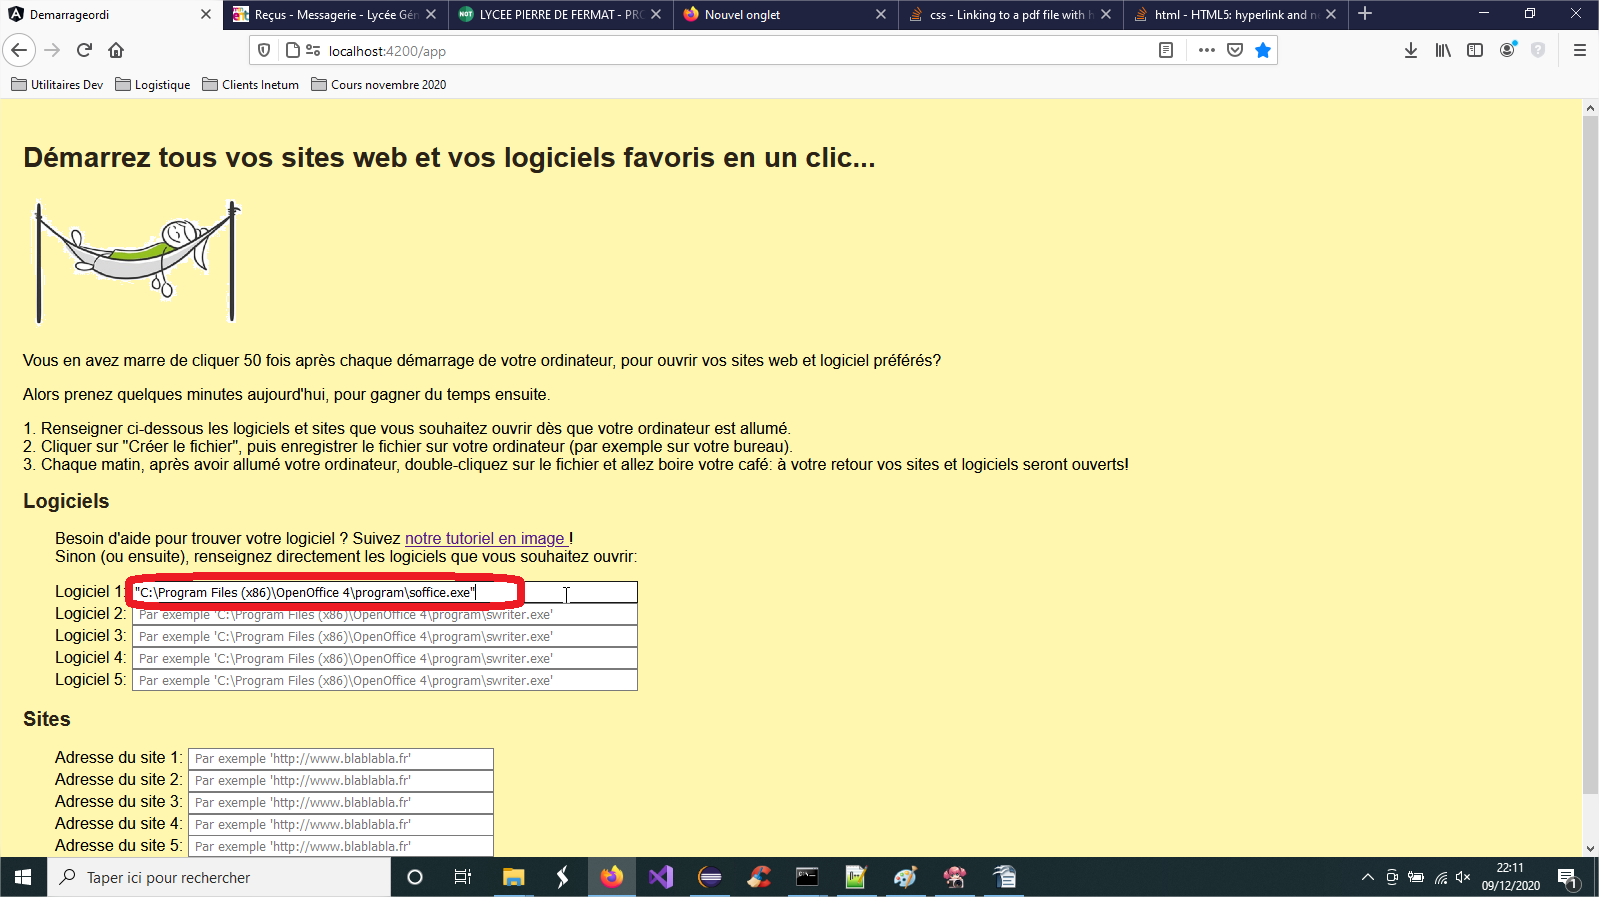 Demarrageordi
Reçus - Messagerie - Lycée Gén
LYCEE PIERRE DE FERMAT - PRO
Nouvel onglet
css - Linking to a pdf file with h
html - HTML5: hyperlink and n
localhost:4200/app
Utilitaires Dev
Logistique
Clients Inetum
Cours novembre 2020
Démarrez tous vos sites web et vos logiciels favoris en un clic...
Vous en avez marre de cliquer 50 fois après chaque démarrage de votre ordinateur, pour ouvrir vos sites web et logiciel préférés?
Alors prenez quelques minutes aujourd'hui, pour gagner du temps ensuite.
1. Renseigner ci-dessous les logiciels et sites que vous souhaitez ouvrir dès que votre ordinateur est allumé.
2. Cliquer sur "Créer le fichier", puis enregistrer le fichier sur votre ordinateur (par exemple sur votre bureau).
3. Chaque matin, après avoir allumé votre ordinateur, double-cliquez sur le fichier et allez boire votre café: à votre retour vos sites et logiciels seront ouverts!
Logiciels
Besoin d'aide pour trouver votre logiciel ? Suivez notre tutoriel en image !
Sinon (ou ensuite), renseignez directement les logiciels que vous souhaitez ouvrir:
Logiciel 1: "C:\Program Files (x86)\OpenOffice 4\program\soffice.exe"
Logiciel 2: Par exemple 'C:\Program Files (x86)\OpenOffice 4\program\swriter.exe'
Logiciel 3: Par exemple 'C:\Program Files (x86)\OpenOffice 4\program\swriter.exe'
Logiciel 4: Par exemple 'C:\Program Files (x86)\OpenOffice 4\program\swriter.exe'
Logiciel 5: Par exemple 'C:\Program Files (x86)\OpenOffice 4\program\swriter.exe'
Sites
Adresse du site 1: Par exemple 'http://www.blablabla.fr'
Adresse du site 2: Par exemple 'http://www.blablabla.fr'
Adresse du site 3: Par exemple 'http://www.blablabla.fr'
Adresse du site 4: Par exemple 'http://www.blablabla.fr'
Adresse du site 5: Par exemple 'http://www.blablabla.fr'
Taper ici pour rechercher
22:11
09/12/2020
1